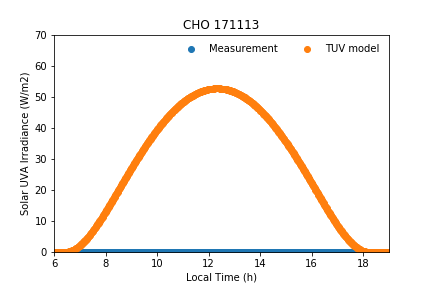 CHO 171113
Measurement TUV model
Solar UVA Irradiance (W/m2)
70
60
50
40
30
20
10
0
6 8 10 12 14 16 18
Local Time (h)